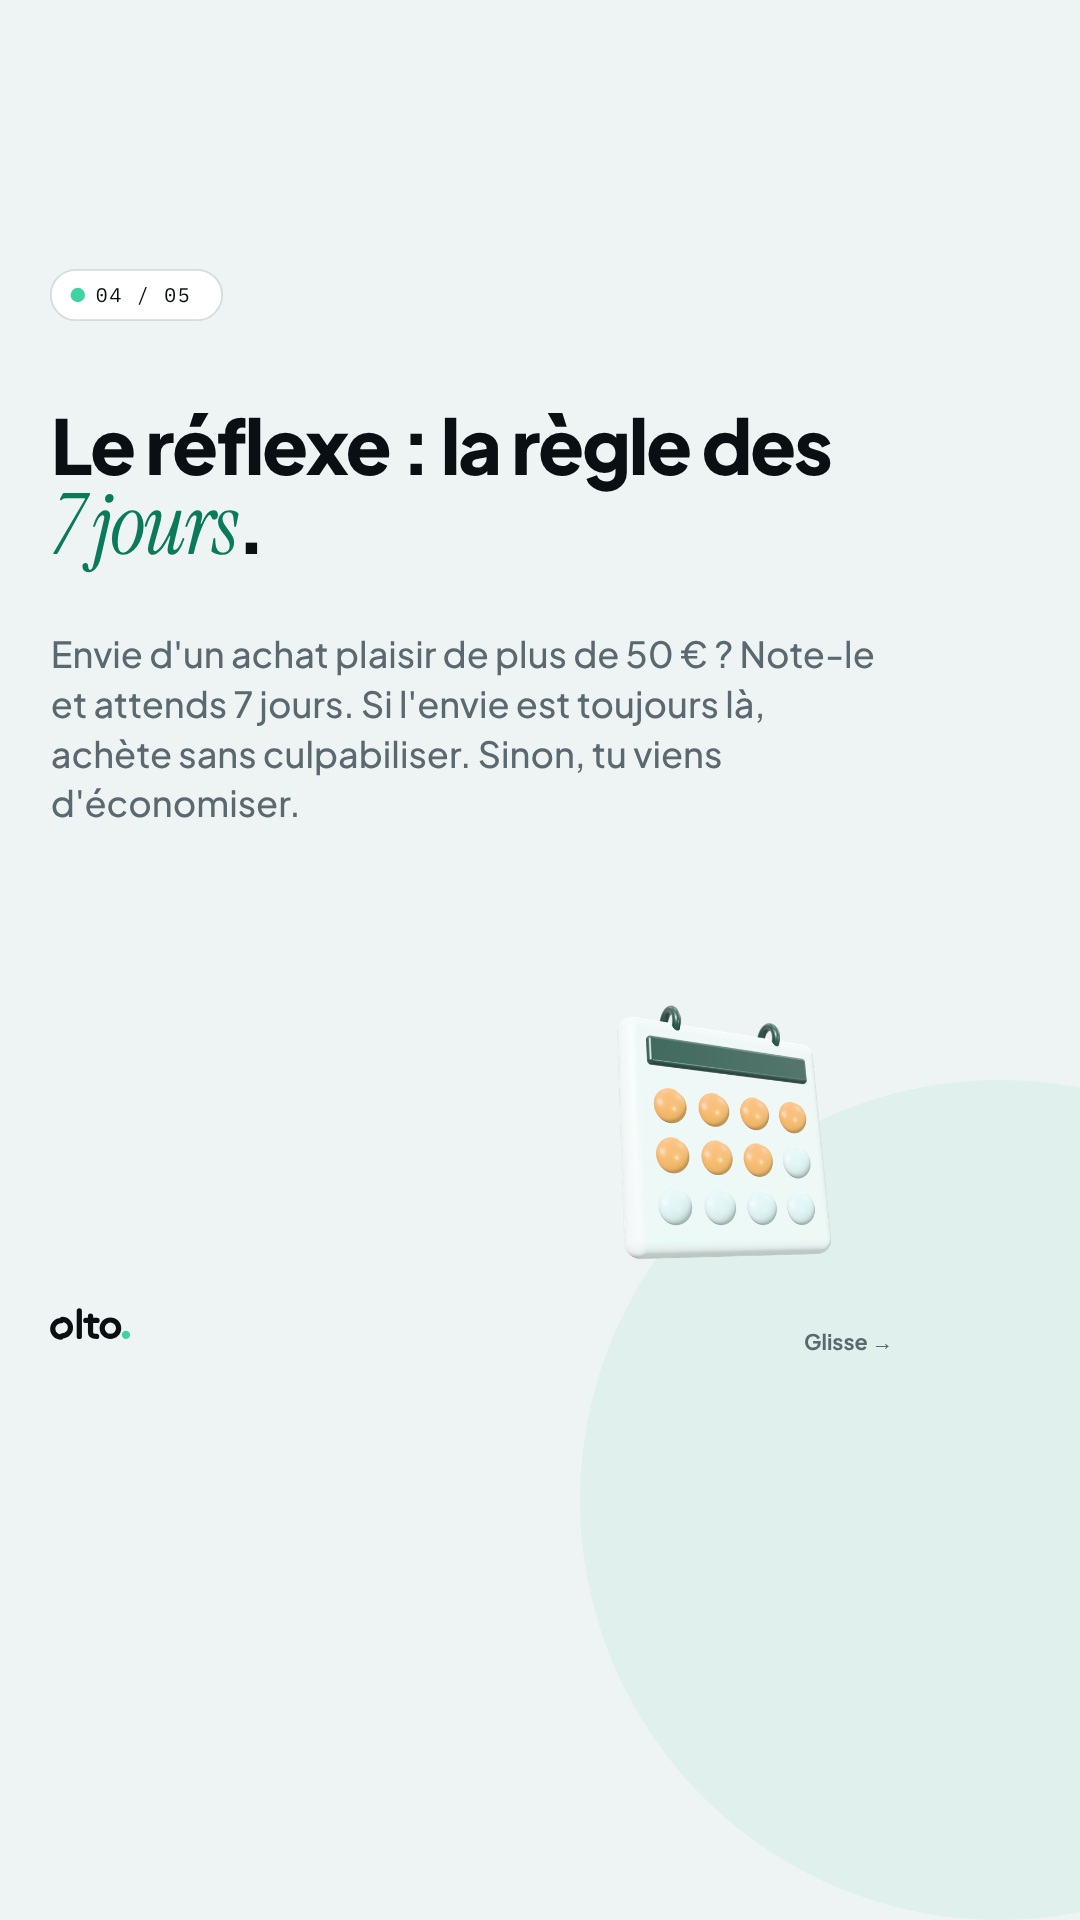 04 / 05
Le réflexe : la règle des
7 jours.
Envie d'un achat plaisir de plus de 50 € ? Note-le
et attends 7 jours. Si l'envie est toujours là,
achète sans culpabiliser. Sinon, tu viens
d'économiser.
olto.
Glisse →